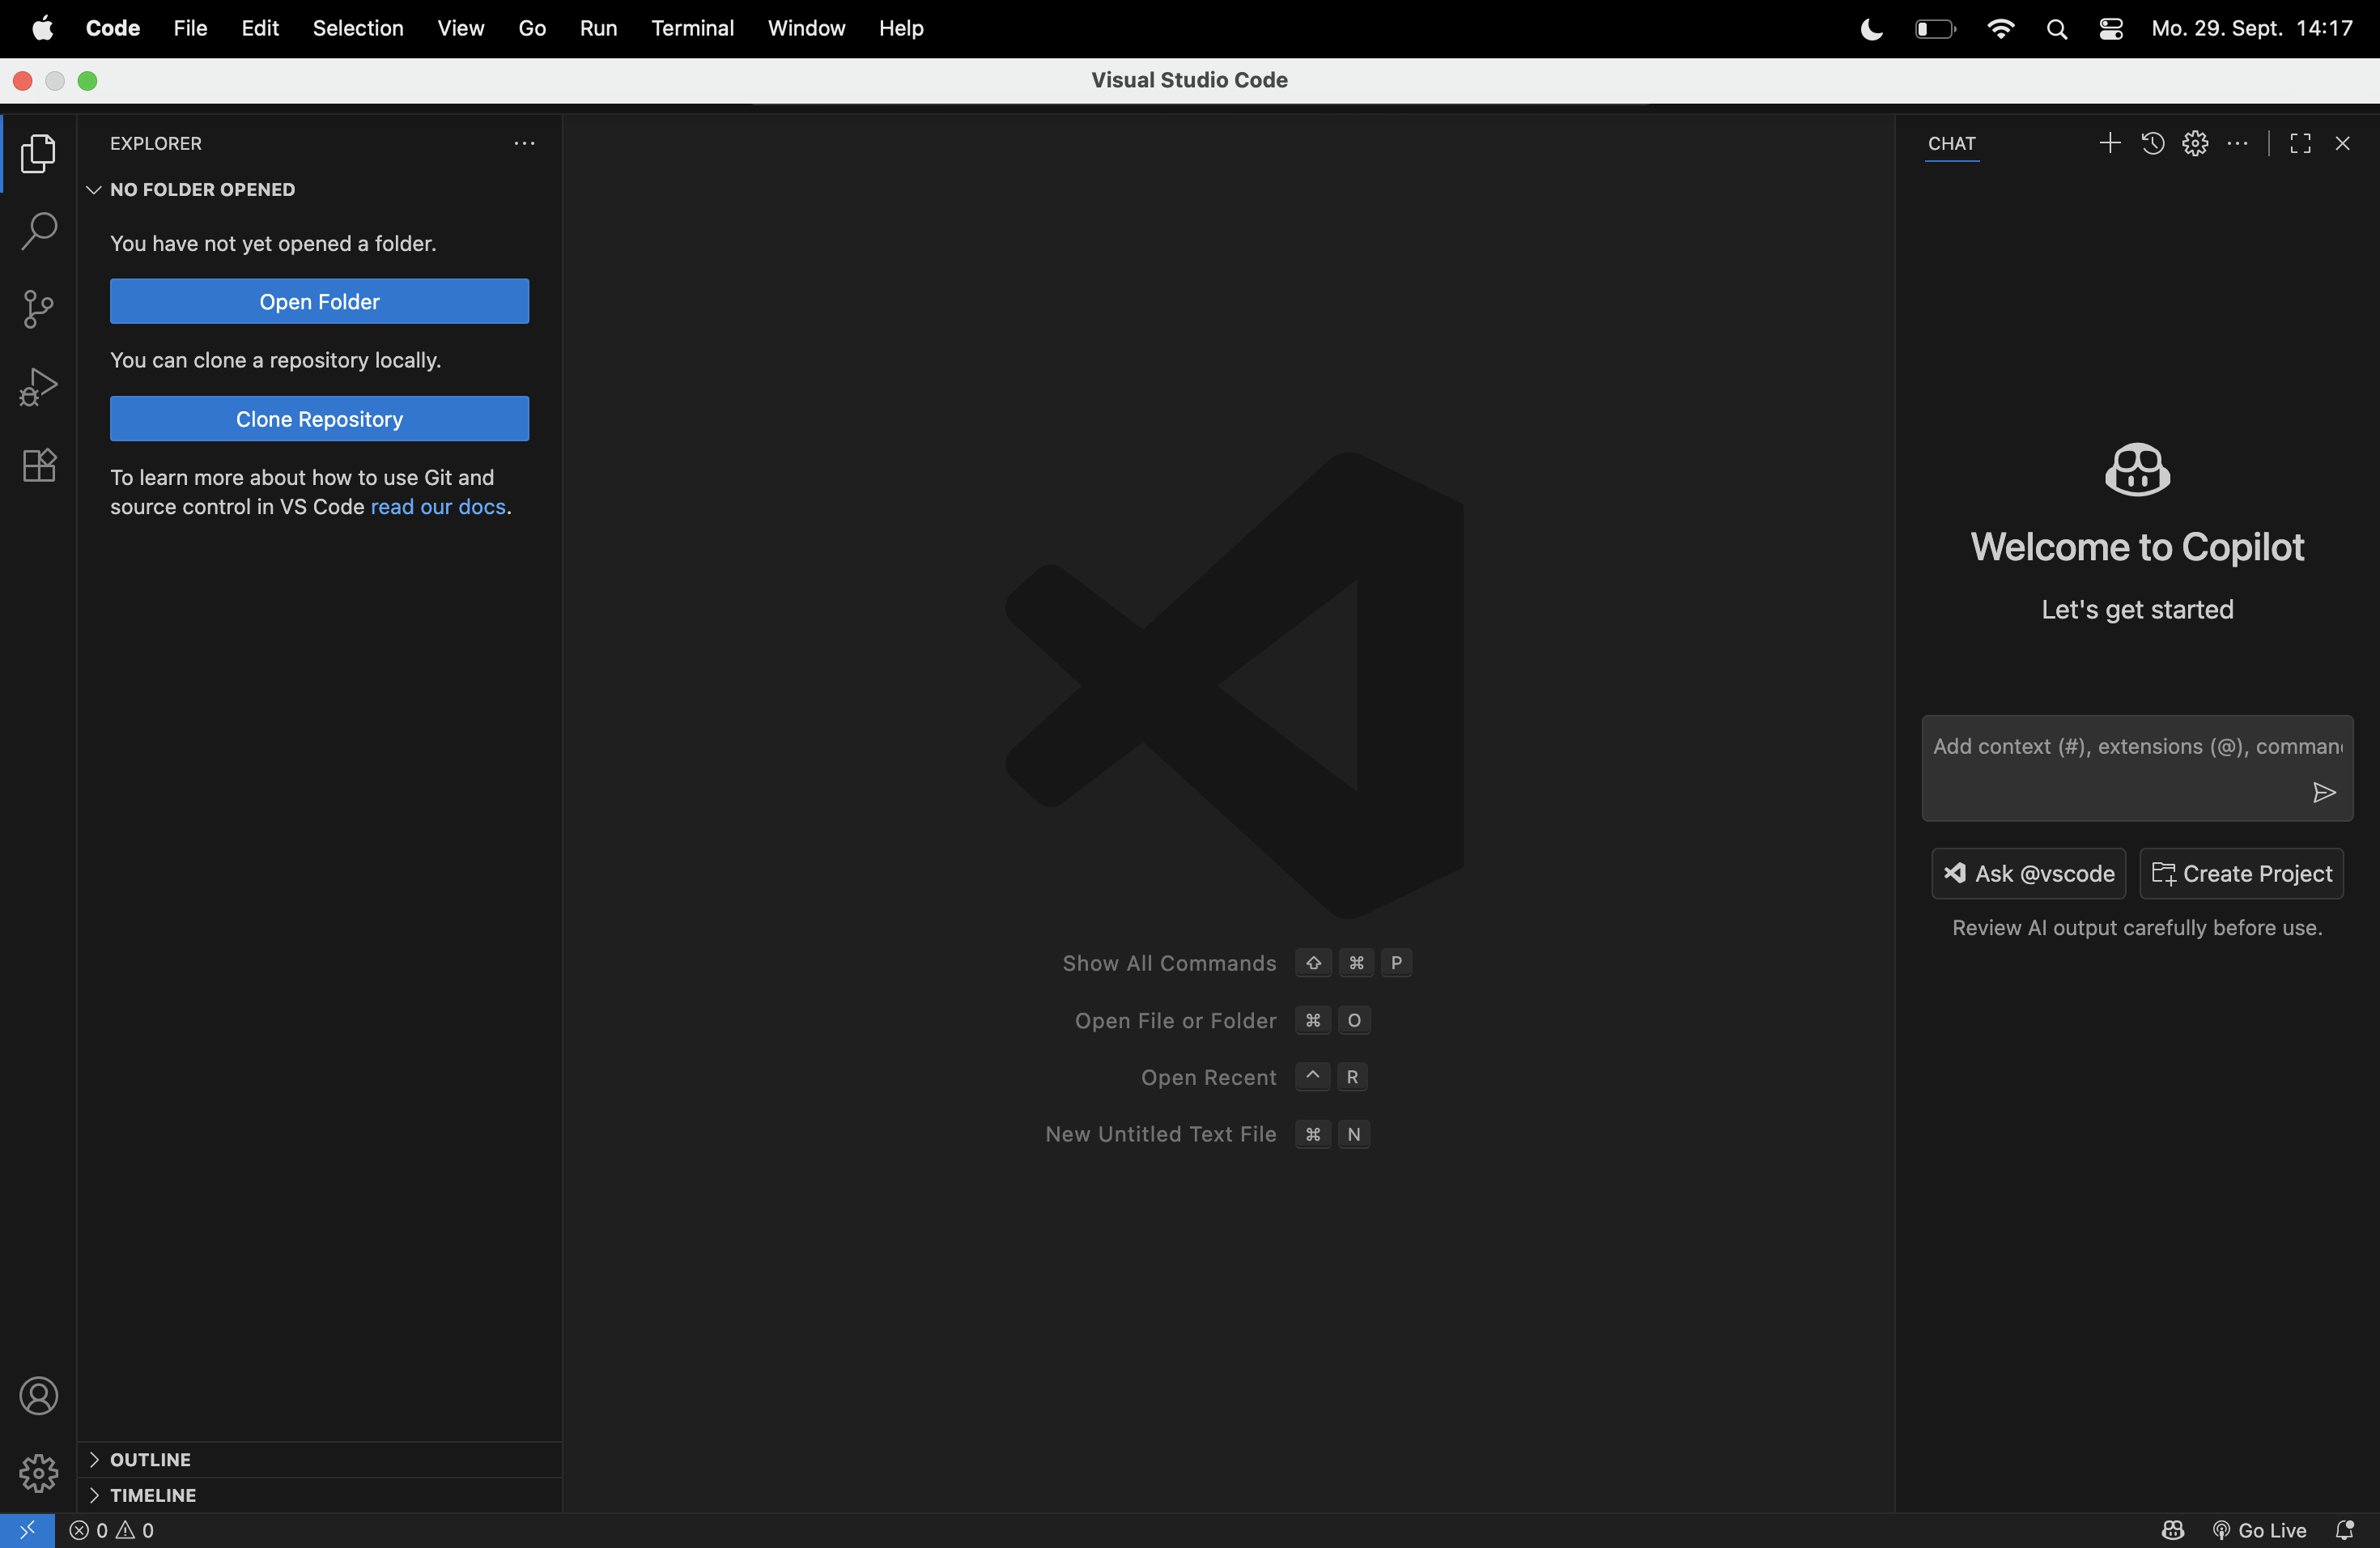 Code File Edit Selection View Go Run Terminal Window Help Mo. 29. Sept. 14:17
Visual Studio Code
EXPLORER
NO FOLDER OPENED
You have not yet opened a folder.
Open Folder
You can clone a repository locally.
Clone Repository
To learn more about how to use Git and
source control in VS Code read our docs.
OUTLINE
TIMELINE
Show All Commands ⇧ ⌘ P
Open File or Folder ⌘ O
Open Recent ^ R
New Untitled Text File ⌘ N
CHAT
Welcome to Copilot
Let's get started
Add context (#), extensions (@), comman
Ask @vscode Create Project
Review AI output carefully before use.
0 0 Go Live